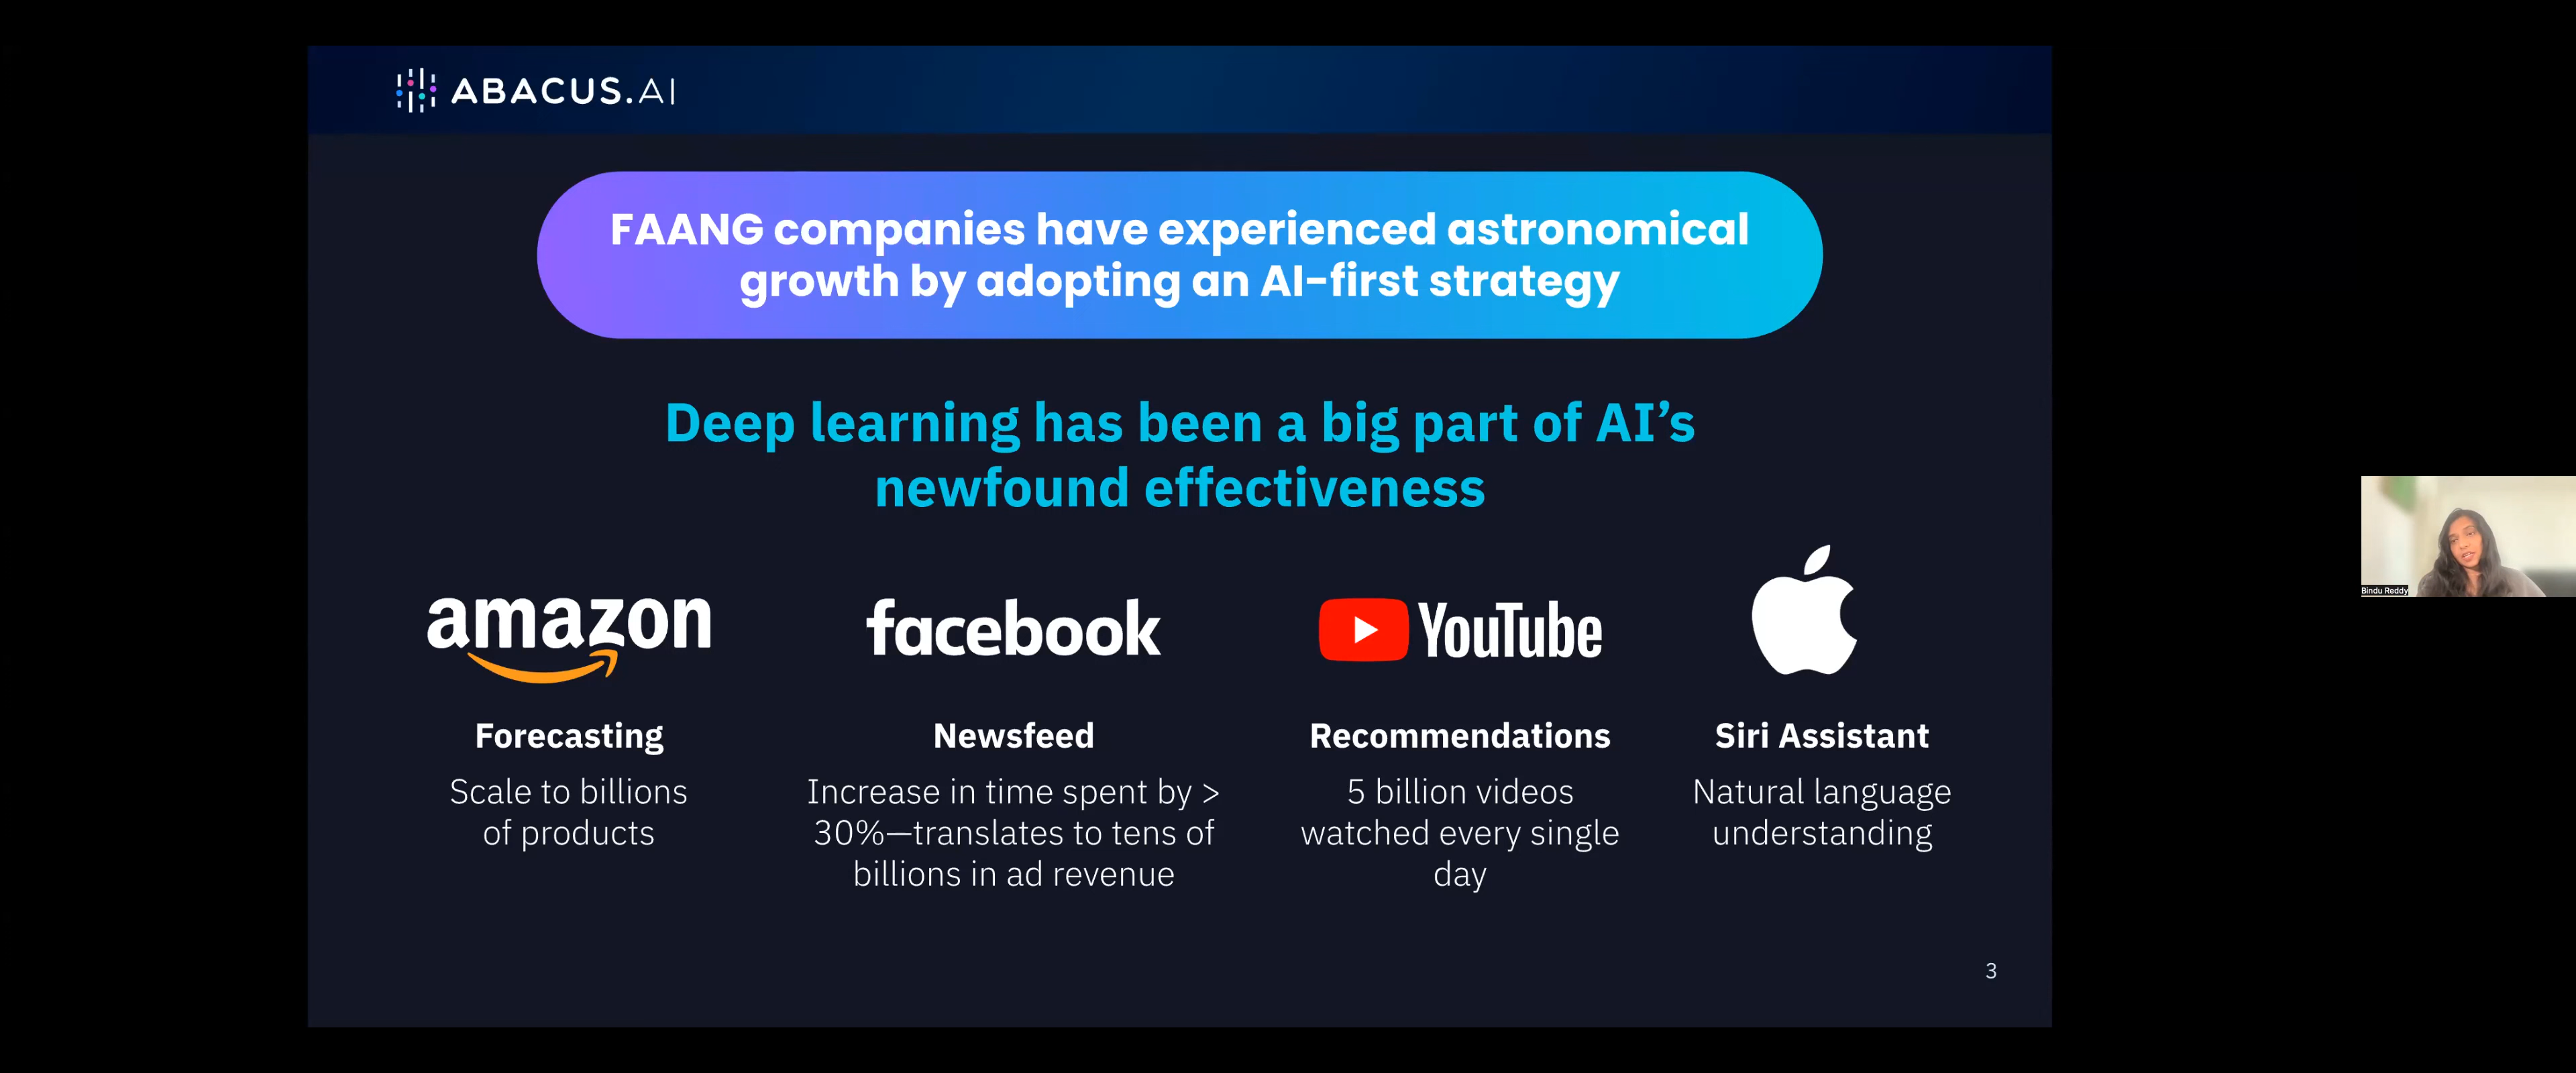 ABACUS.AI
FAANG companies have experienced astronomical
growth by adopting an AI-first strategy
Deep learning has been a big part of AI’s
newfound effectiveness
amazon
facebook
YouTube
Forecasting
Scale to billions
of products
Newsfeed
Increase in time spent by >
30%—translates to tens of
billions in ad revenue
Recommendations
5 billion videos
watched every single
day
Siri Assistant
Natural language
understanding
3
Bindu Reddy